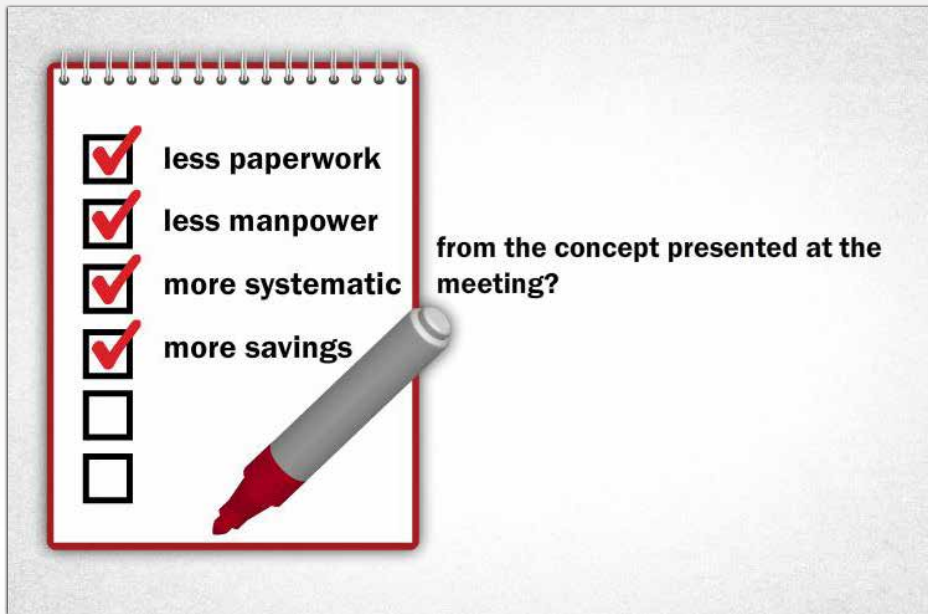 less paperwork
less manpower
more systematic
more savings
from the concept presented at the
meeting?